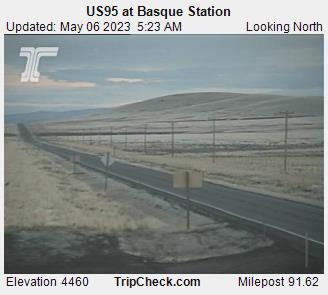 US95 at Basque Station
Updated: May 06 2023 5:23 AM Looking North
Elevation 4460 TripCheck.com Milepost 91.62